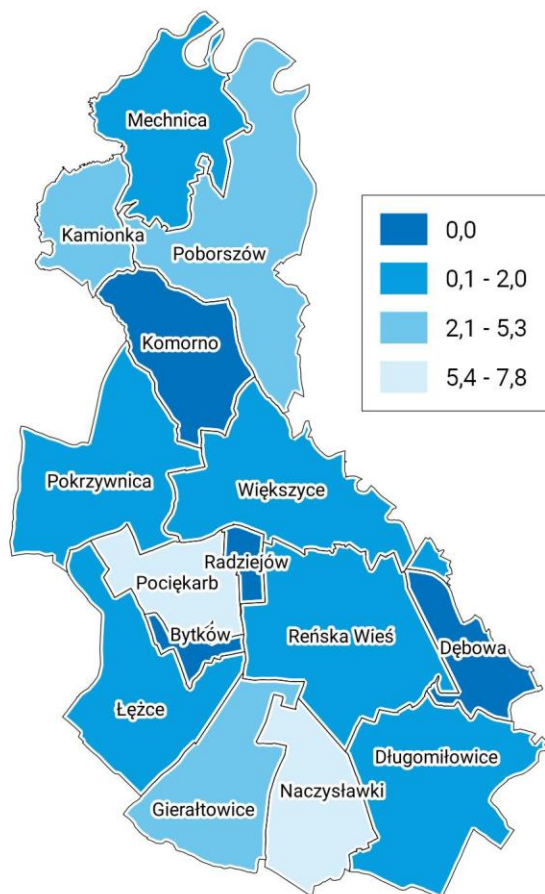 Mechnica
Kamionka
Poborszów
0,0
0,1 - 2,0
2,1 - 5,3
5,4 - 7,8
Komorno
Pokrzywnica
Większyce
Radziejów
Pociękarb
Bytków
Reńska Wieś
Dębowa
Łężce
Długomiłowice
Naczysławki
Gierałtowice